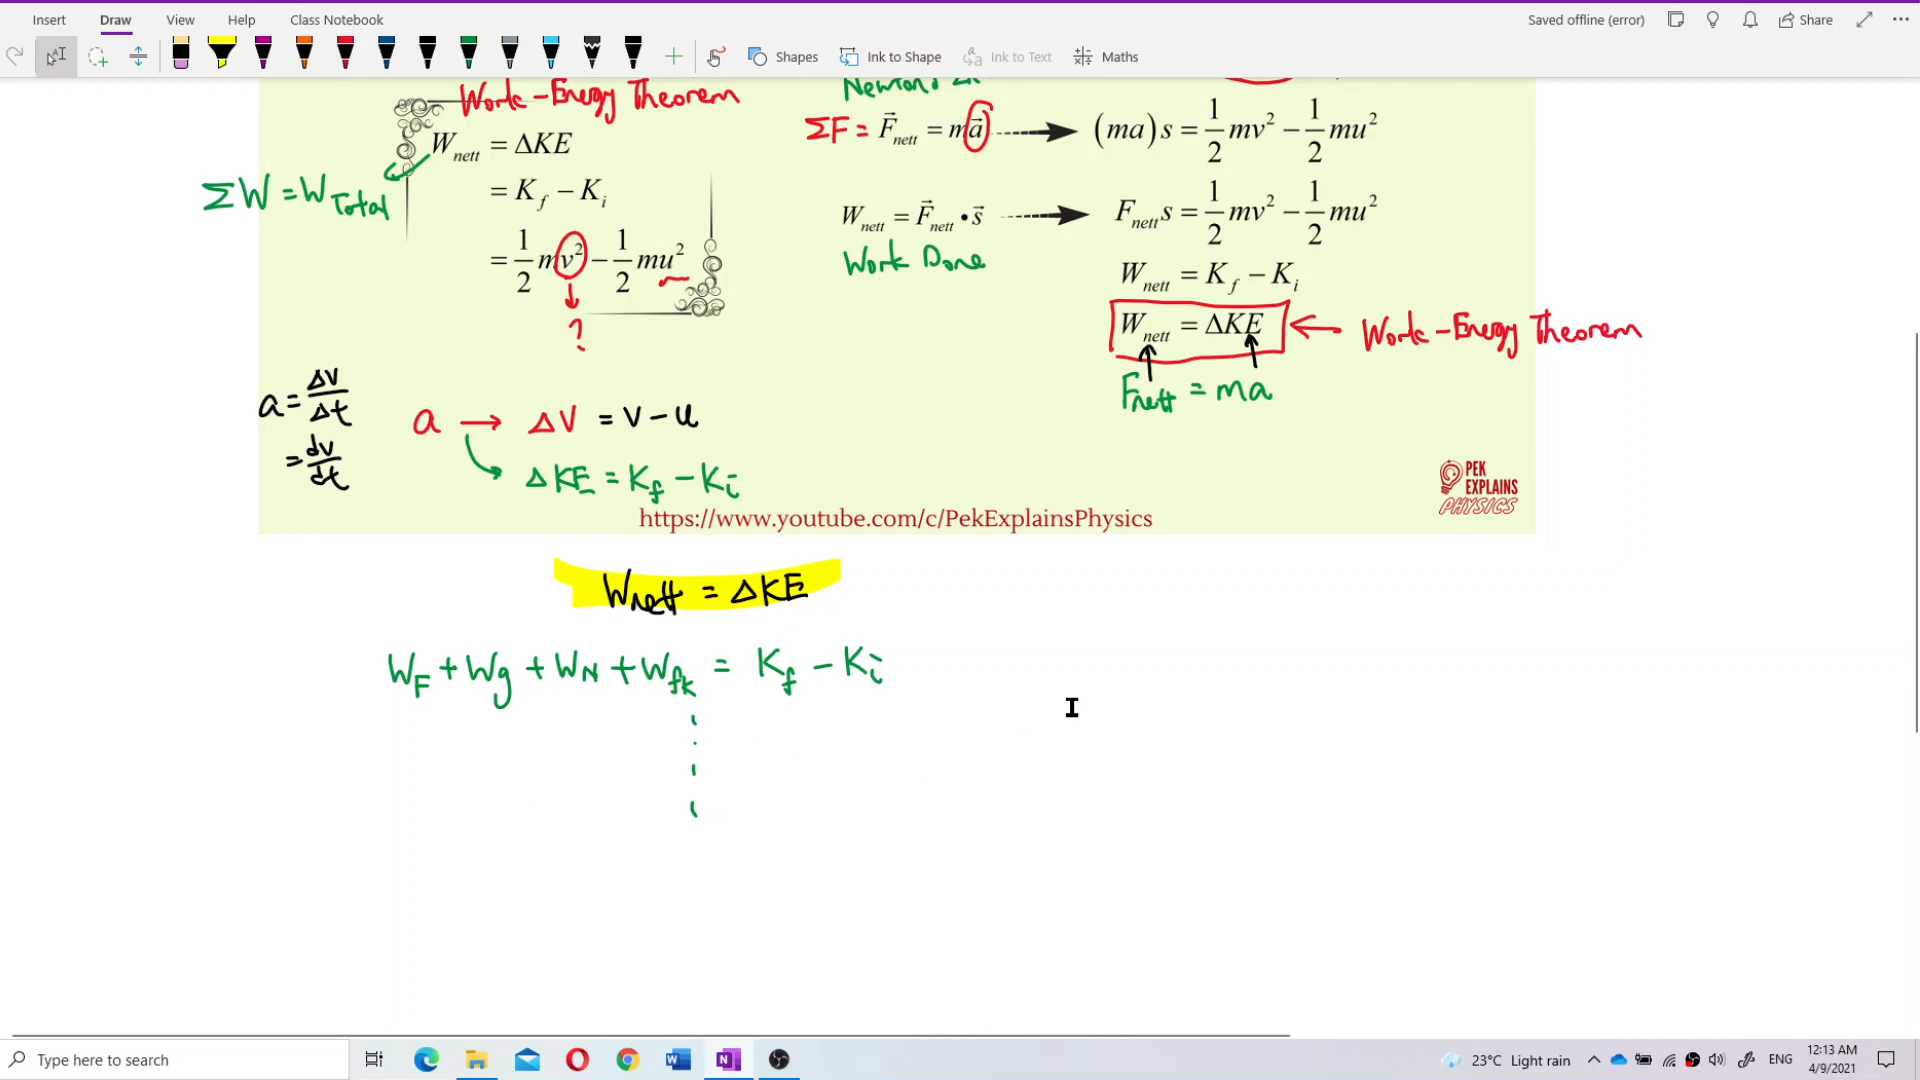 Insert Draw View Help Class Notebook Saved offline (error) Share
Shapes Ink to Shape Ink to Text Maths
Work-Energy Theorem
W_nett = ΔKE
= K_f − K_i
= 1/2 mv² − 1/2 mu²
?
ΣW = W_Total
a = Δv/Δt
= dv/dt
a → Δv = v − u
ΔKE = K_f − K_i
ΣF = F⃗_nett = ma⃗
(ma)s = 1/2 mv² − 1/2 mu²
W_nett = F⃗_nett • s⃗
Work Done
F_nett s = 1/2 mv² − 1/2 mu²
W_nett = K_f − K_i
W_nett = ΔKE ← Work-Energy Theorem
F_nett = ma
PEK
EXPLAINS
PHYSICS
https://www.youtube.com/c/PekExplainsPhysics
W_nett = ΔKE
W_F + W_g + W_N + W_fk = K_f − K_i
Type here to search
23°C Light rain ENG
12:13 AM
4/9/2021